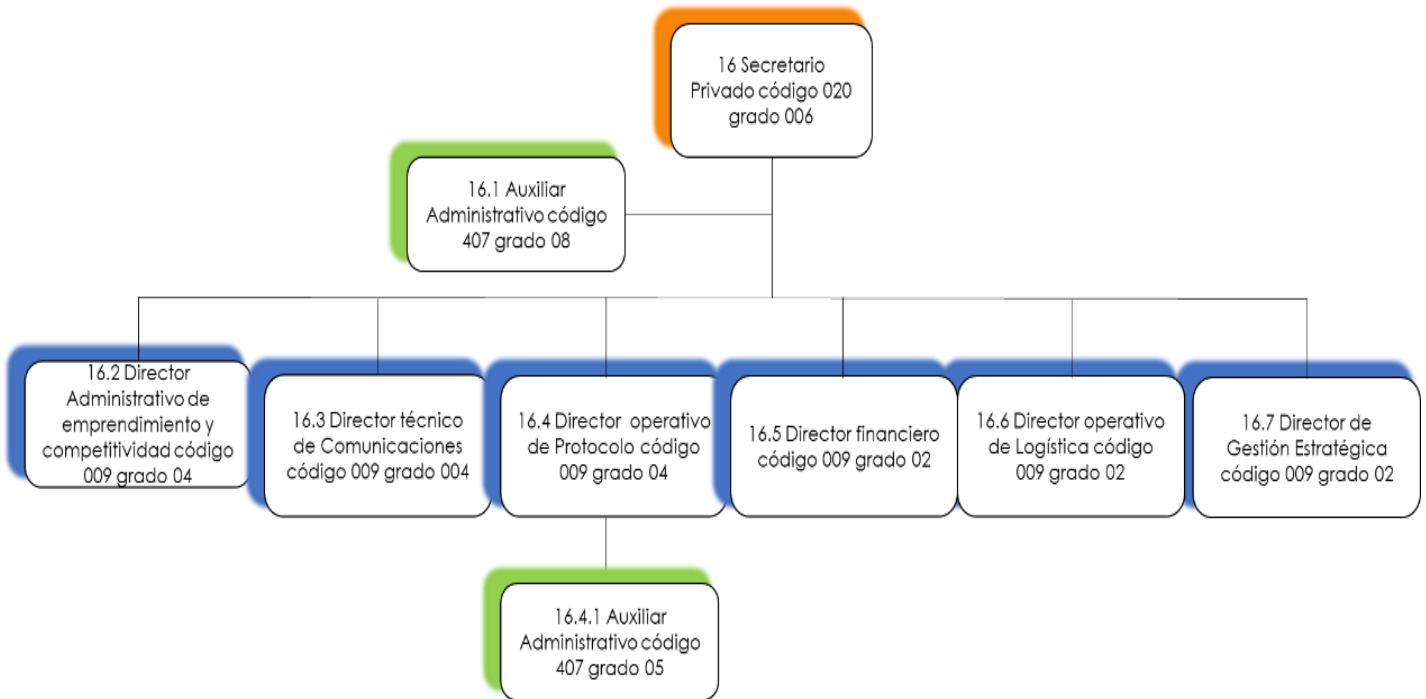 16 Secretario
Privado código 020
grado 006
16.1 Auxiliar
Administrativo código
407 grado 08
16.2 Director
Administrativo de
emprendimiento y
competitividad código
009 grado 04
16.3 Director técnico
de Comunicaciones
código 009 grado 004
16.4 Director operativo
de Protocolo código
009 grado 04
16.5 Director financiero
código 009 grado 02
16.6 Director operativo
de Logística código
009 grado 02
16.7 Director de
Gestión Estratégica
código 009 grado 02
16.4.1 Auxiliar
Administrativo código
407 grado 05